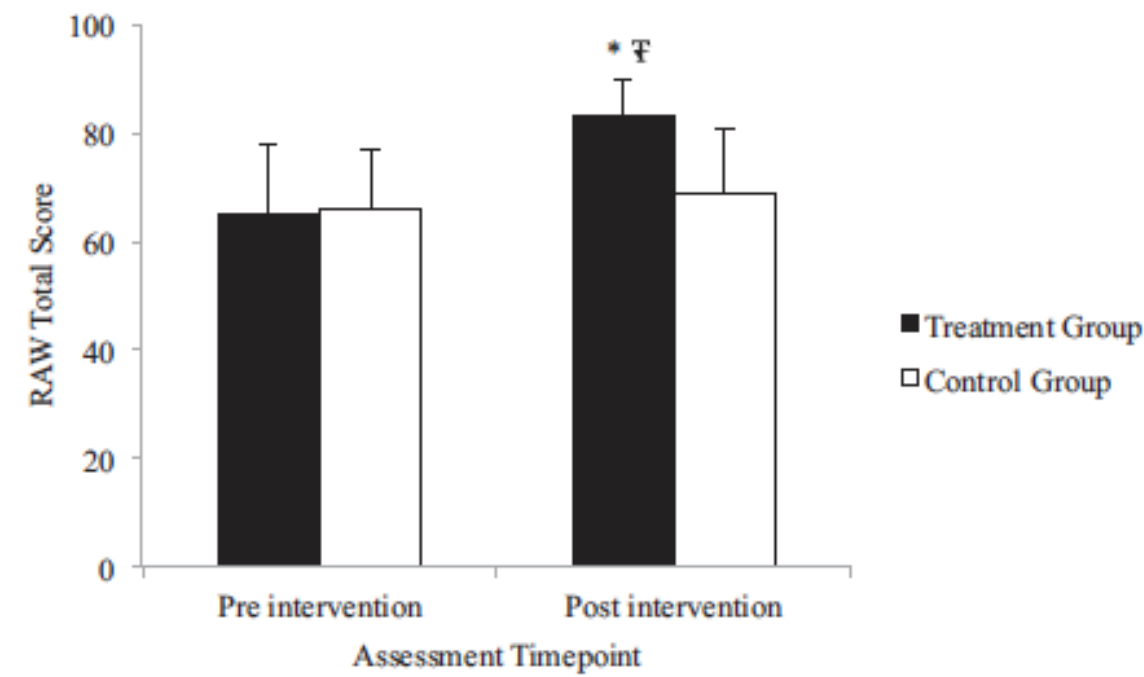 100
* Ŧ
80
60
40
20
0
RAW Total Score
Treatment Group
Control Group
Pre intervention
Post intervention
Assessment Timepoint